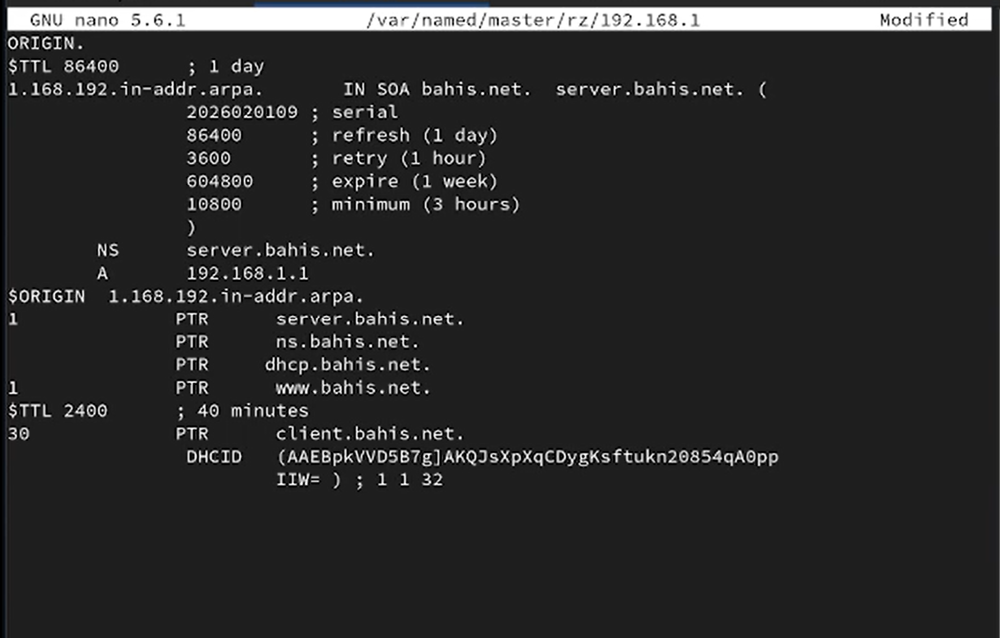 GNU nano 5.6.1 /var/named/master/rz/192.168.1 Modified
ORIGIN.
$TTL 86400 ; 1 day
1.168.192.in-addr.arpa. IN SOA bahis.net. server.bahis.net. (
2026020109 ; serial
86400 ; refresh (1 day)
3600 ; retry (1 hour)
604800 ; expire (1 week)
10800 ; minimum (3 hours)
)
NS server.bahis.net.
A 192.168.1.1
$ORIGIN 1.168.192.in-addr.arpa.
1 PTR server.bahis.net.
PTR ns.bahis.net.
PTR dhcp.bahis.net.
1 PTR www.bahis.net.
$TTL 2400 ; 40 minutes
30 PTR client.bahis.net.
DHCID (AAEBpkVVD5B7g]AKQJsXpXqCDygKsftukn20854qA0pp
IIW= ) ; 1 1 32